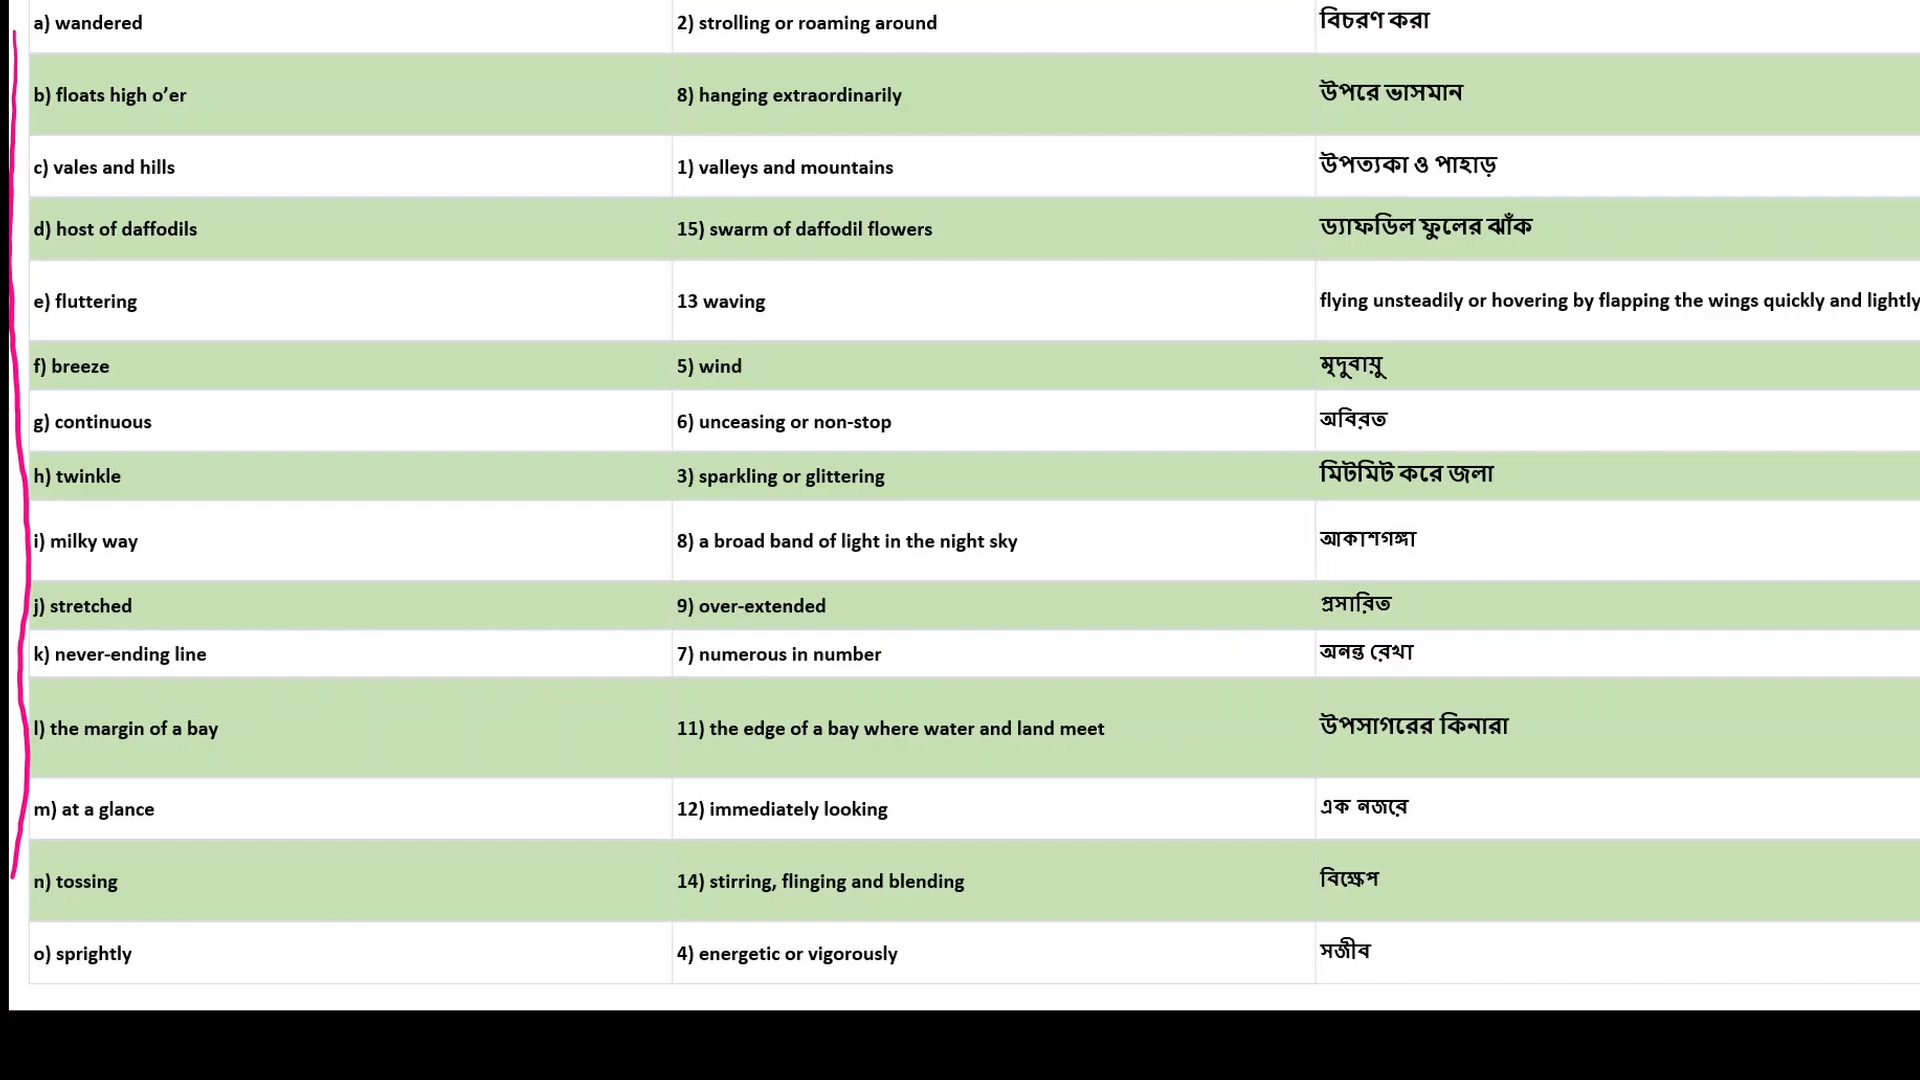 a) wandered 2) strolling or roaming around বিচরণ করা
b) floats high o’er 8) hanging extraordinarily উপরে ভাসমান
c) vales and hills 1) valleys and mountains উপত্যকা ও পাহাড়
d) host of daffodils 15) swarm of daffodil flowers ড্যাফডিল ফুলের ঝাঁক
e) fluttering 13 waving flying unsteadily or hovering by flapping the wings quickly and lightly
f) breeze 5) wind মৃদুবায়ু
g) continuous 6) unceasing or non-stop অবিরত
h) twinkle 3) sparkling or glittering মিটমিট করে জলা
i) milky way 8) a broad band of light in the night sky আকাশগঙ্গা
j) stretched 9) over-extended প্রসারিত
k) never-ending line 7) numerous in number অনন্ত রেখা
l) the margin of a bay 11) the edge of a bay where water and land meet উপসাগরের কিনারা
m) at a glance 12) immediately looking এক নজরে
n) tossing 14) stirring, flinging and blending বিক্ষেপ
o) sprightly 4) energetic or vigorously সজীব